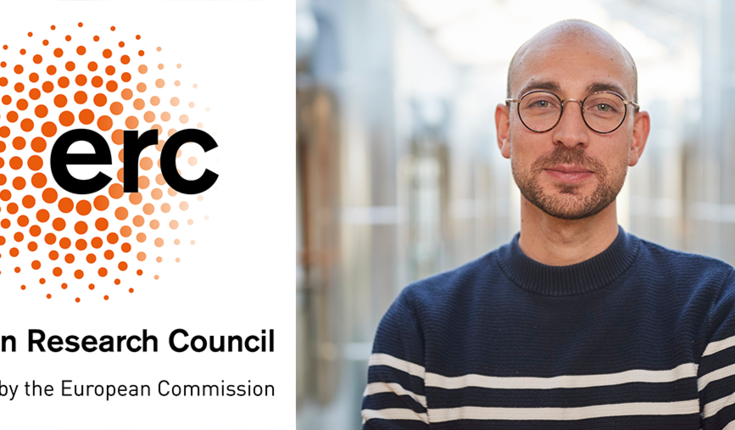 erc
n Research Council
by the European Commission